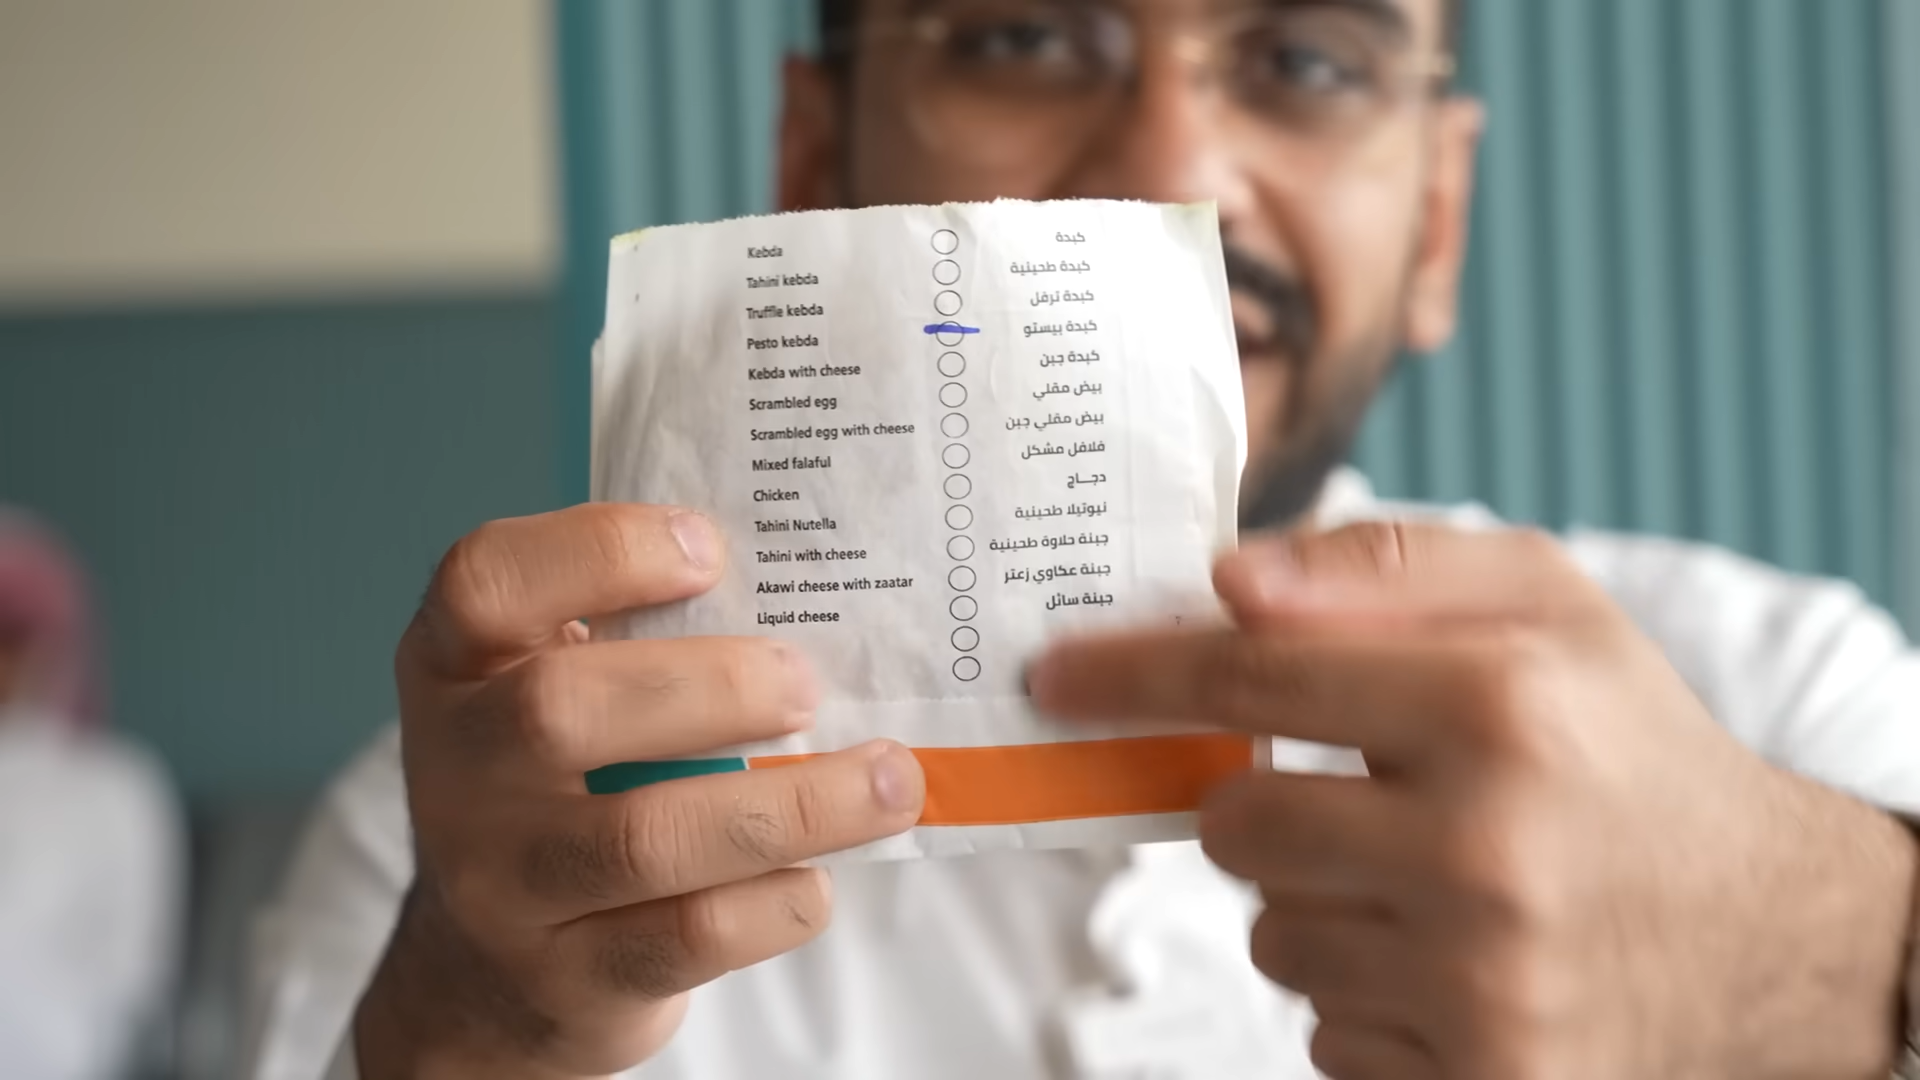 Kebda كبدة
Tahini kebda كبدة طحينية
Truffle kebda كبدة ترفل
Pesto kebda كبدة بيستو
Kebda with cheese كبدة جبن
Scrambled egg بيض مقلي
Scrambled egg with cheese بيض مقلي جبن
Mixed falaful فلافل مشكل
Chicken دجـــاج
Tahini Nutella نيوتيلا طحينية
Tahini with cheese جبنة حلاوة طحينية
Akawi cheese with zaatar جبنة عكاوي زعتر
Liquid cheese جبنة سائل